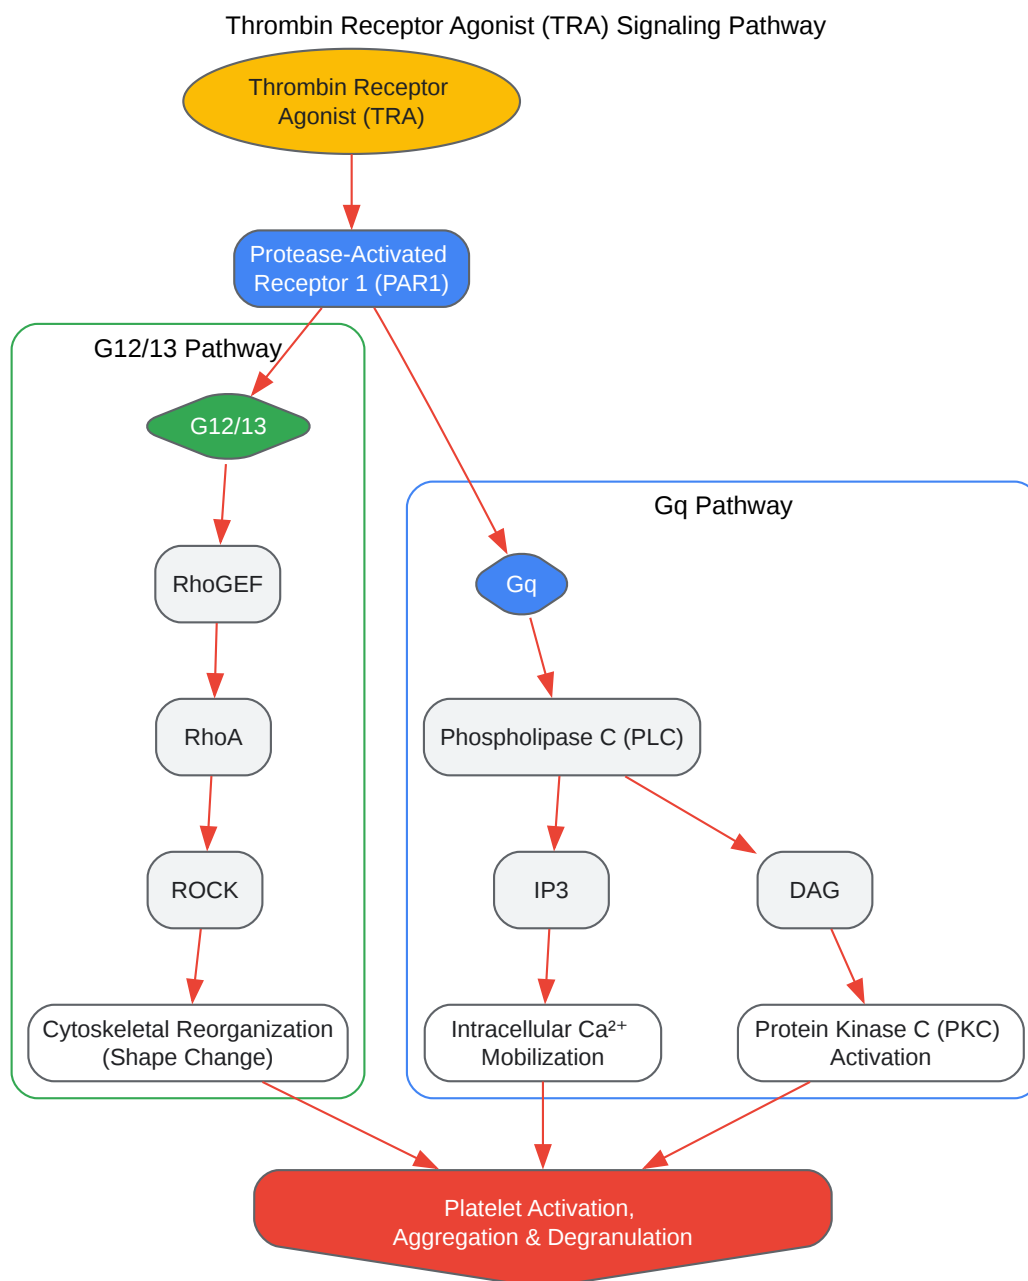 Thrombin Receptor Agonist (TRA) Signaling Pathway
Thrombin Receptor
Agonist (TRA)
Protease-Activated
Receptor 1 (PAR1)
G12/13 Pathway
G12/13
RhoGEF
RhoA
ROCK
Cytoskeletal Reorganization
(Shape Change)
Gq Pathway
Gq
Phospholipase C (PLC)
IP3
DAG
Intracellular Ca²⁺
Mobilization
Protein Kinase C (PKC)
Activation
Platelet Activation,
Aggregation & Degranulation